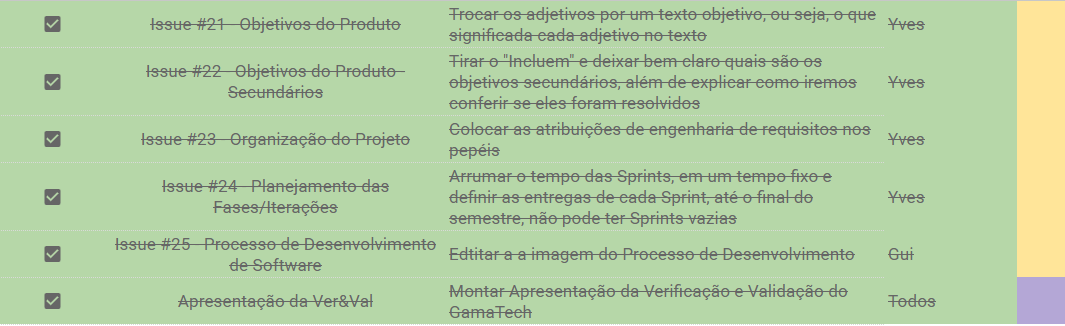 Issue #21 - Objetivos do Produto
Trocar os adjetivos por um texto objetivo, ou seja, o que
significada cada adjetivo no texto
Yves
Issue #22 - Objetivos do Produto -
Secundários
Tirar o "Incluem" e deixar bem claro quais são os
objetivos secundários, além de explicar como iremos
conferir se eles foram resolvidos
Yves
Issue #23 - Organização do Projeto
Colocar as atribuições de engenharia de requisitos nos
pepéis
Yves
Issue #24 - Planejamento das
Fases/Iterações
Arrumar o tempo das Sprints, em um tempo fixo e
definir as entregas de cada Sprint, até o final do
semestre, não pode ter Sprints vazias
Yves
Issue #25 - Processo de Desenvolvimento
de Software
Edtitar a a imagem do Processo de Desenvolvimento
Gui
Apresentação da Ver&Val
Montar Apresentação da Verificação e Validação do
GamaTech
Todos